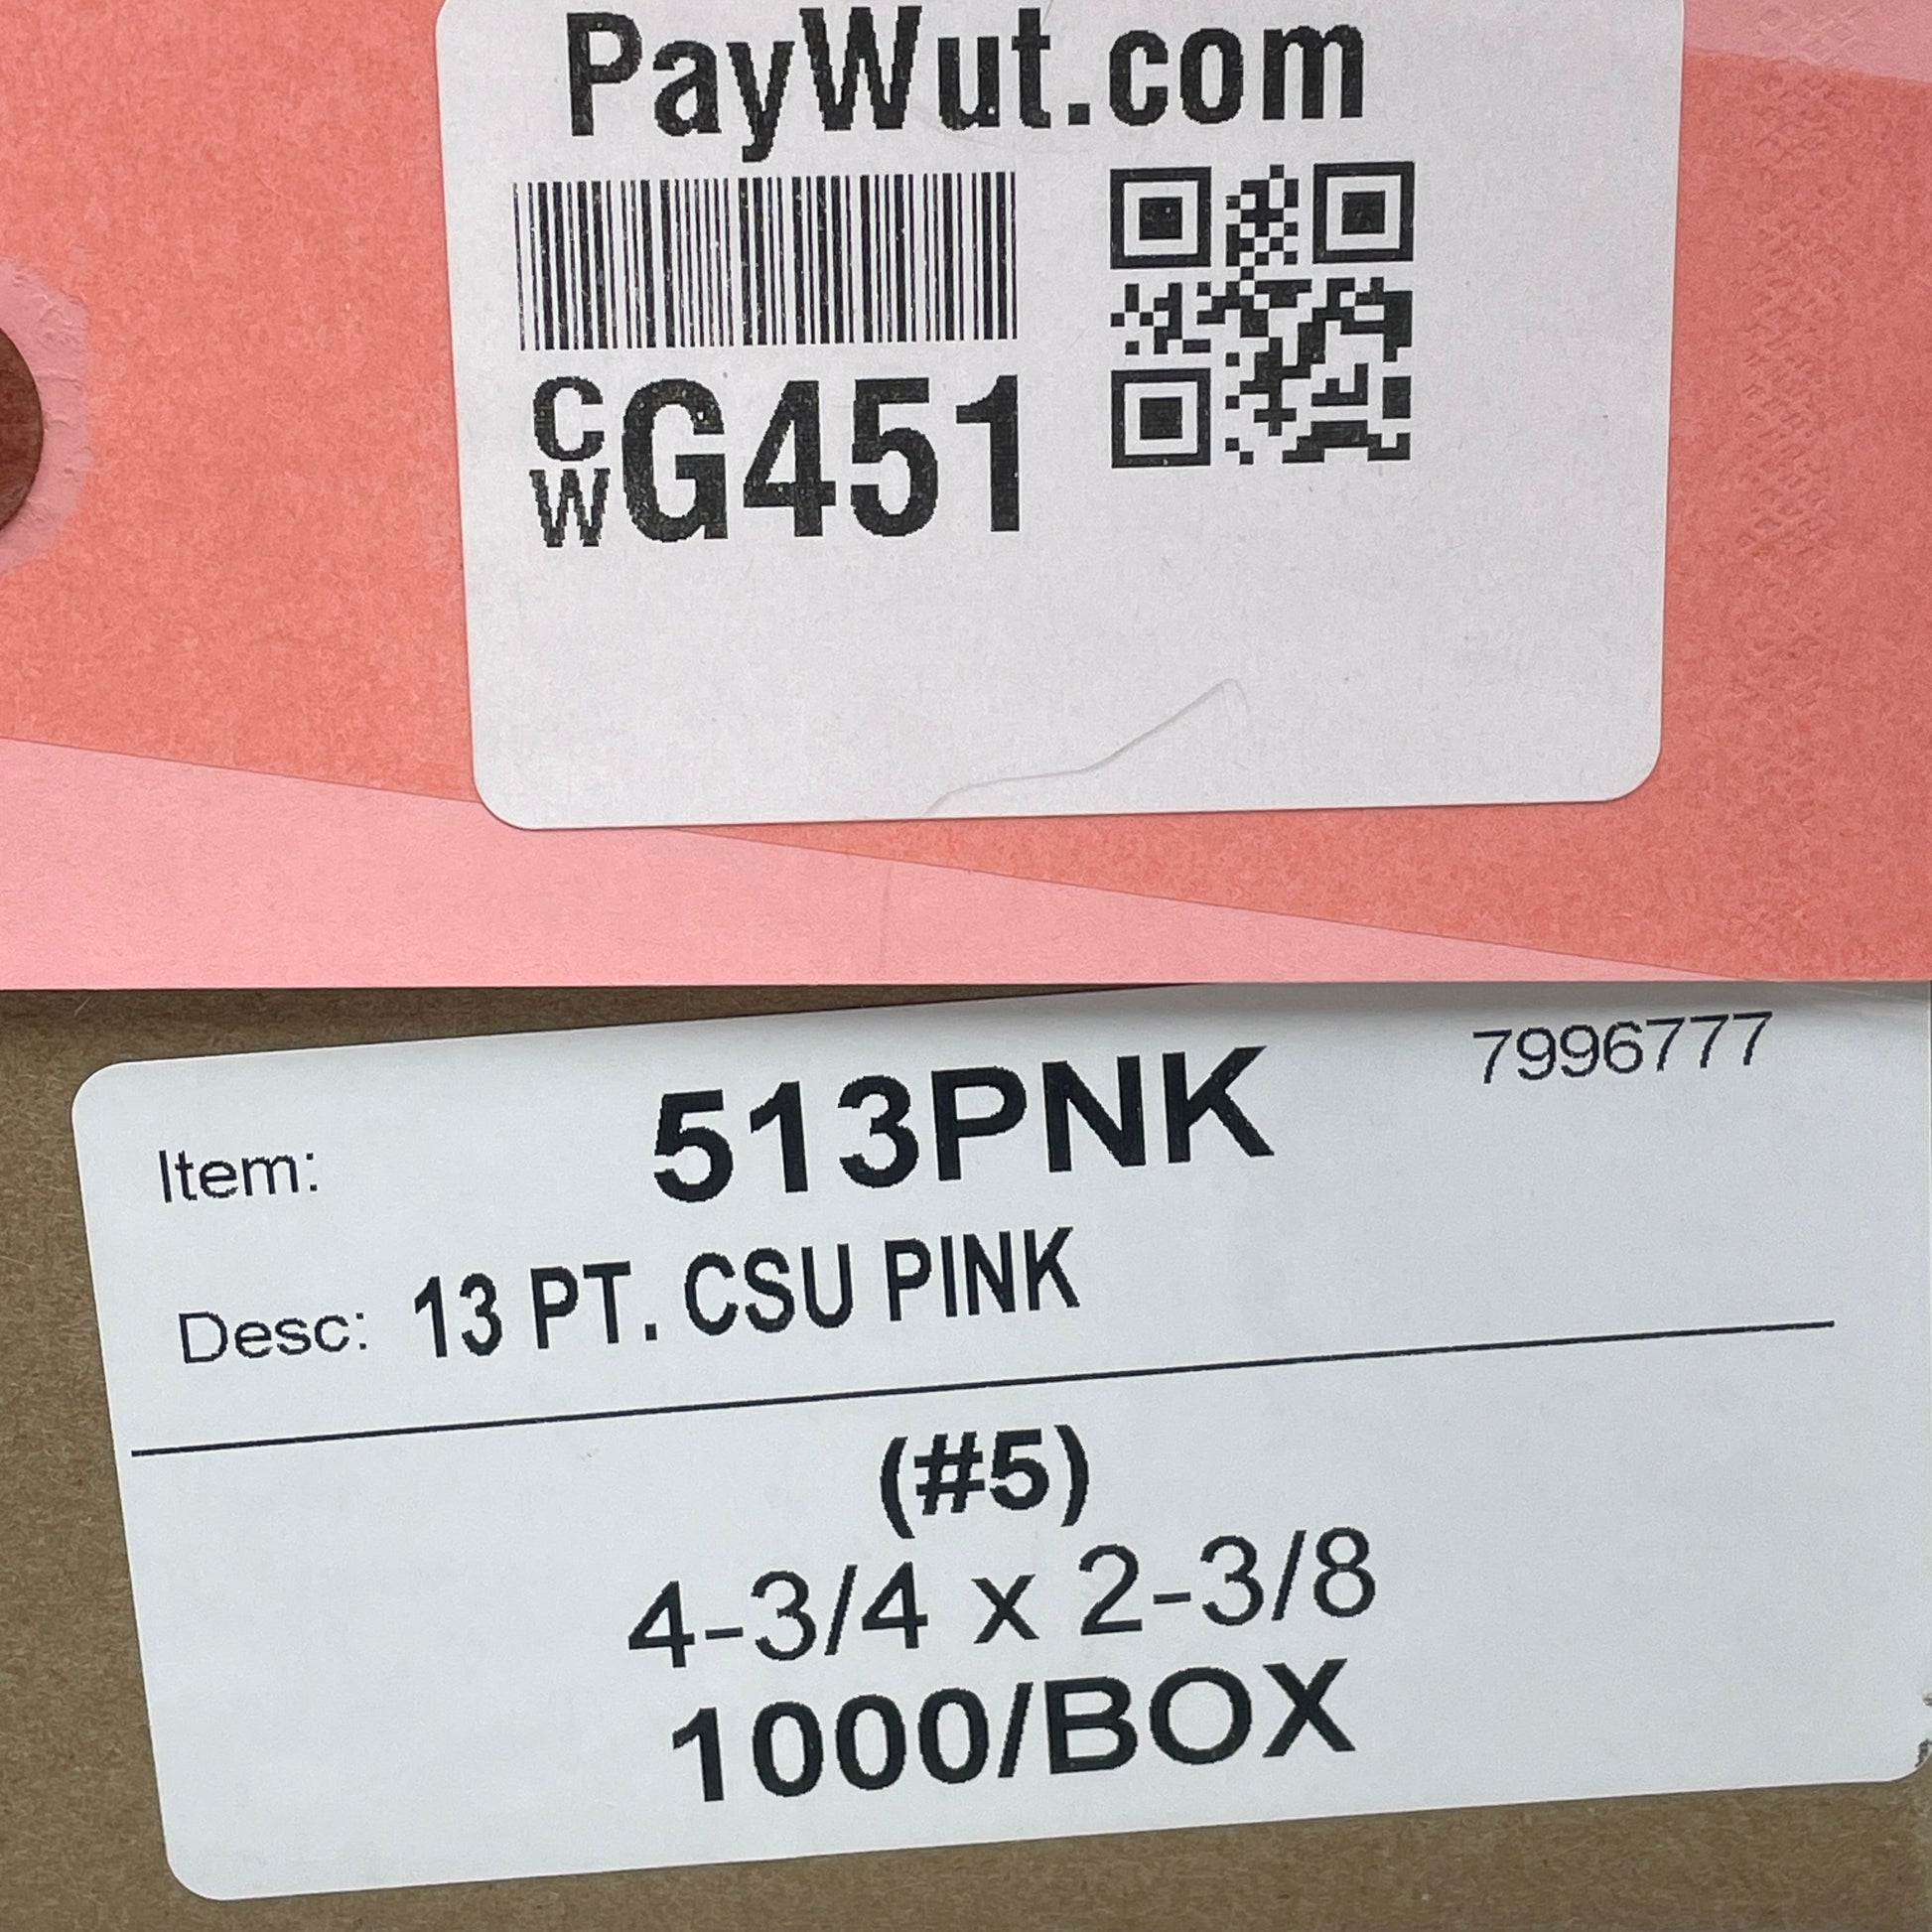 PayWut.com
CW G451
7996777
Item: 513PNK
Desc: 13 PT. CSU PINK
(#5)
4-3/4 x 2-3/8
1000/BOX